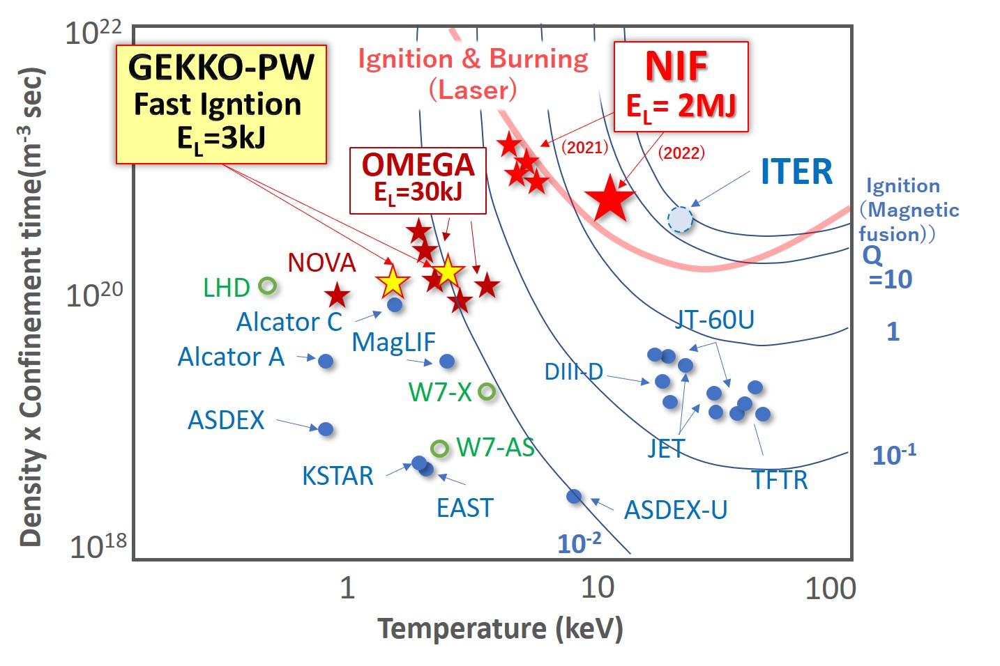 10²²
GEKKO-PW
Fast Igntion
E_L=3kJ
Ignition & Burning
(Laser)
NIF
E_L= 2MJ
(2021)
(2022)
OMEGA
E_L=30kJ
ITER
Ignition
(Magnetic
fusion))
Q
=10
1
10⁻¹
NOVA
LHD
10²⁰
Alcator C
MagLIF
Alcator A
JT-60U
DIII-D
W7-X
ASDEX
W7-AS
JET
KSTAR
TFTR
EAST
ASDEX-U
10⁻²
10¹⁸
Density x Confinement time(m⁻³ sec)
1
10
100
Temperature (keV)